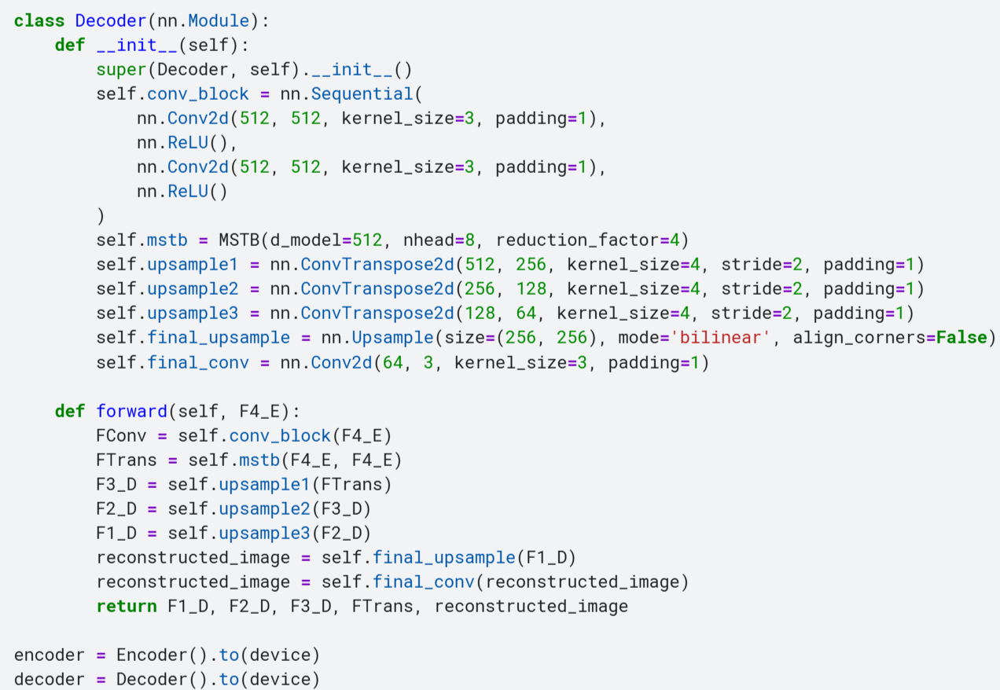 class Decoder(nn.Module):
    def __init__(self):
        super(Decoder, self).__init__()
        self.conv_block = nn.Sequential(
            nn.Conv2d(512, 512, kernel_size=3, padding=1),
            nn.ReLU(),
            nn.Conv2d(512, 512, kernel_size=3, padding=1),
            nn.ReLU()
        )
        self.mstb = MSTB(d_model=512, nhead=8, reduction_factor=4)
        self.upsample1 = nn.ConvTranspose2d(512, 256, kernel_size=4, stride=2, padding=1)
        self.upsample2 = nn.ConvTranspose2d(256, 128, kernel_size=4, stride=2, padding=1)
        self.upsample3 = nn.ConvTranspose2d(128, 64, kernel_size=4, stride=2, padding=1)
        self.final_upsample = nn.Upsample(size=(256, 256), mode='bilinear', align_corners=False)
        self.final_conv = nn.Conv2d(64, 3, kernel_size=3, padding=1)

    def forward(self, F4_E):
        FConv = self.conv_block(F4_E)
        FTrans = self.mstb(F4_E, F4_E)
        F3_D = self.upsample1(FTrans)
        F2_D = self.upsample2(F3_D)
        F1_D = self.upsample3(F2_D)
        reconstructed_image = self.final_upsample(F1_D)
        reconstructed_image = self.final_conv(reconstructed_image)
        return F1_D, F2_D, F3_D, FTrans, reconstructed_image

encoder = Encoder().to(device)
decoder = Decoder().to(device)